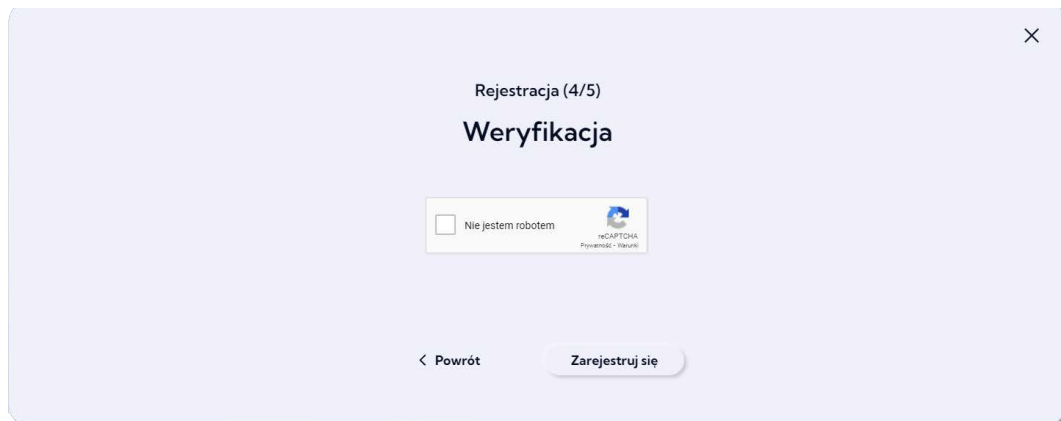 Rejestracja (4/5)
Weryfikacja
Nie jestem robotem
reCAPTCHA
Prywatność - Warunki
Powrót
Zarejestruj się